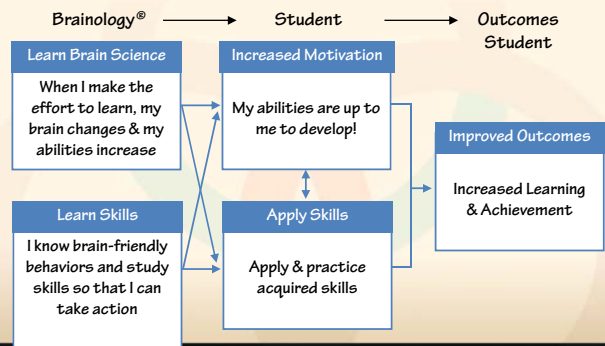 Brainology®
Student
Outcomes
Student
Learn Brain Science
When I make the
effort to learn, my
brain changes & my
abilities increase
Increased Motivation
My abilities are up to
me to develop!
Learn Skills
I know brain-friendly
behaviors and study
skills so that I can
take action
Apply Skills
Apply & practice
acquired skills
Improved Outcomes
Increased Learning
& Achievement